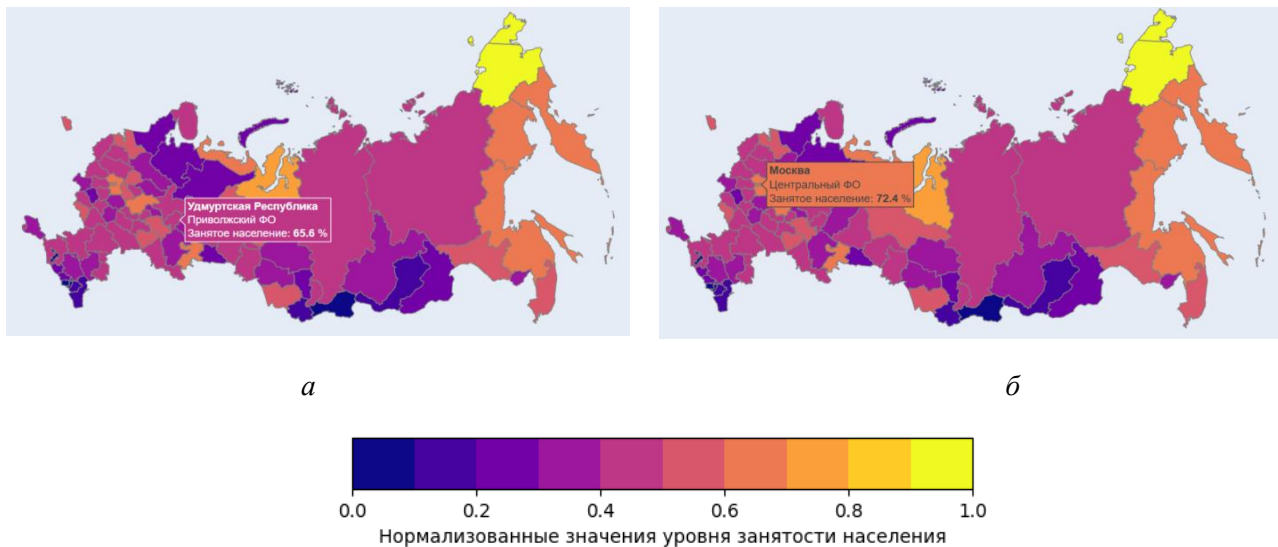 Удмуртская Республика
Приволжский ФО
Занятое население: 65.6 %
Москва
Центральный ФО
Занятое население: 72.4 %
а
б
0.0 0.2 0.4 0.6 0.8 1.0
Нормализованные значения уровня занятости населения